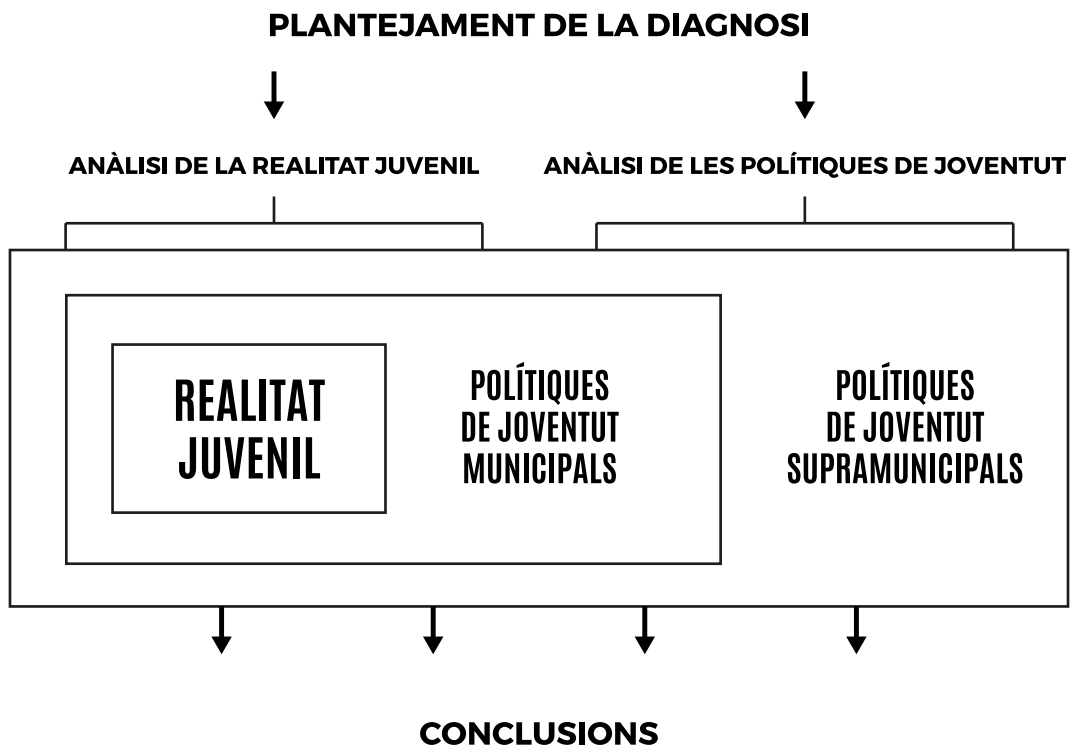 PLANTEJAMENT DE LA DIAGNOSI
ANÀLISI DE LA REALITAT JUVENIL
ANÀLISI DE LES POLÍTIQUES DE JOVENTUT
REALITAT
JUVENIL
POLÍTIQUES
DE JOVENTUT
MUNICIPALS
POLÍTIQUES
DE JOVENTUT
SUPRAMUNICIPALS
CONCLUSIONS